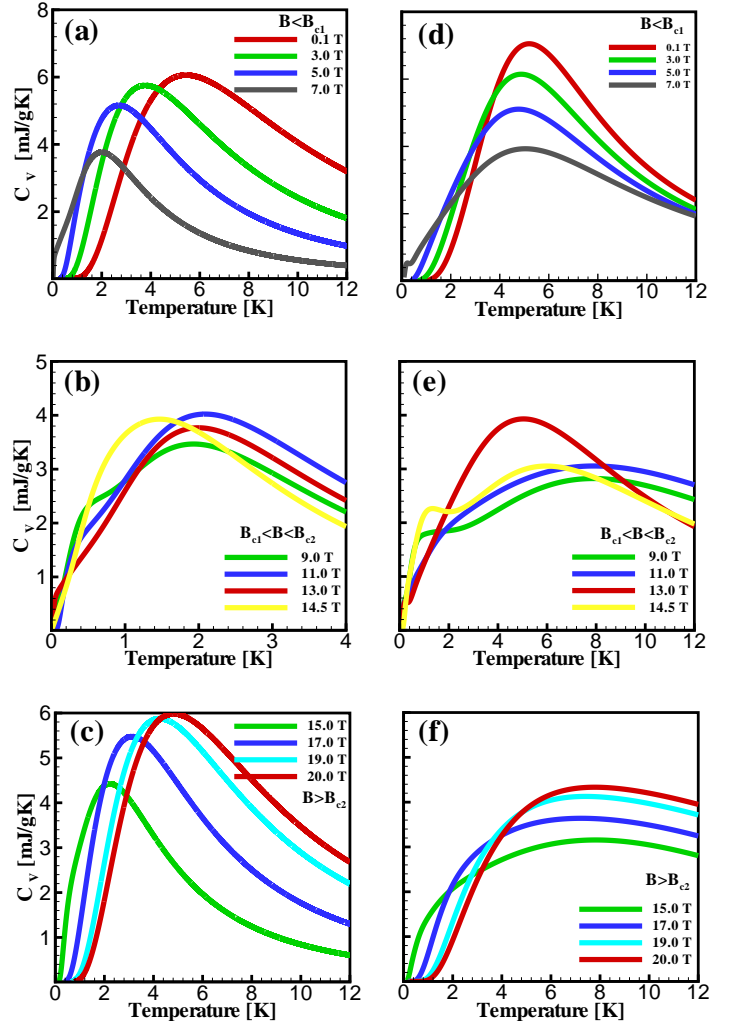 (a)
B<Bc1
0.1 T
3.0 T
5.0 T
7.0 T
8
6
4
2
Cv [mJ/gK]
0 2 4 6 8 10 12
Temperature [K]
(d)
B<Bc1
0.1 T
3.0 T
5.0 T
7.0 T
0 2 4 6 8 10 12
Temperature [K]
(b)
5
4
3
2
1
Cv [mJ/gK]
Bc1<B<Bc2
9.0 T
11.0 T
13.0 T
14.5 T
0 1 2 3 4
Temperature [K]
(e)
Bc1<B<Bc2
9.0 T
11.0 T
13.0 T
14.5 T
0 2 4 6 8 10 12
Temperature [K]
(c)
6
5
4
3
2
1
Cv [mJ/gK]
15.0 T
17.0 T
19.0 T
20.0 T
B>Bc2
0 2 4 6 8 10 12
Temperature [K]
(f)
B>Bc2
15.0 T
17.0 T
19.0 T
20.0 T
0 2 4 6 8 10 12
Temperature [K]